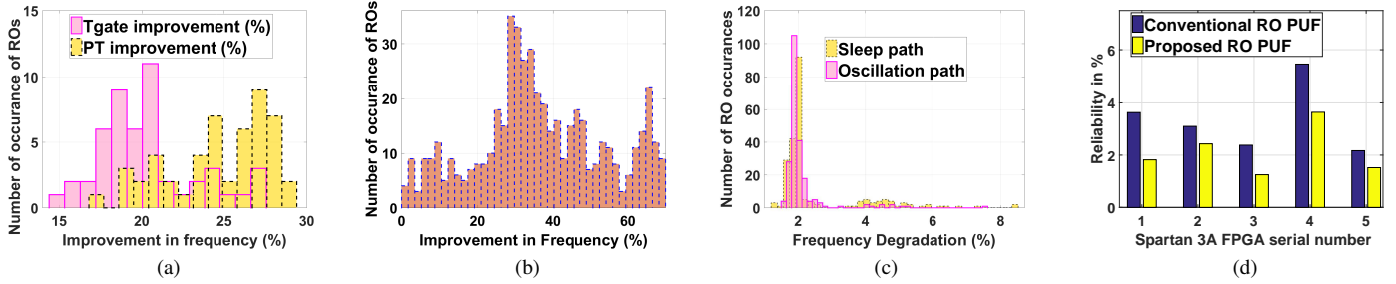 Number of occurance of ROs
15
10
5
0
15
20
25
30
Tgate improvement (%)
PT improvement (%)
Improvement in frequency (%)
(a)
Number of occurance of ROs
30
20
10
0
0
20
40
60
Improvement in Frequency (%)
(b)
Number of RO occurances
120
100
80
60
40
20
0
2
4
6
8
Sleep path
Oscillation path
Frequency Degradation (%)
(c)
Reliability in %
6
4
2
0
1
2
3
4
5
Conventional RO PUF
Proposed RO PUF
Spartan 3A FPGA serial number
(d)